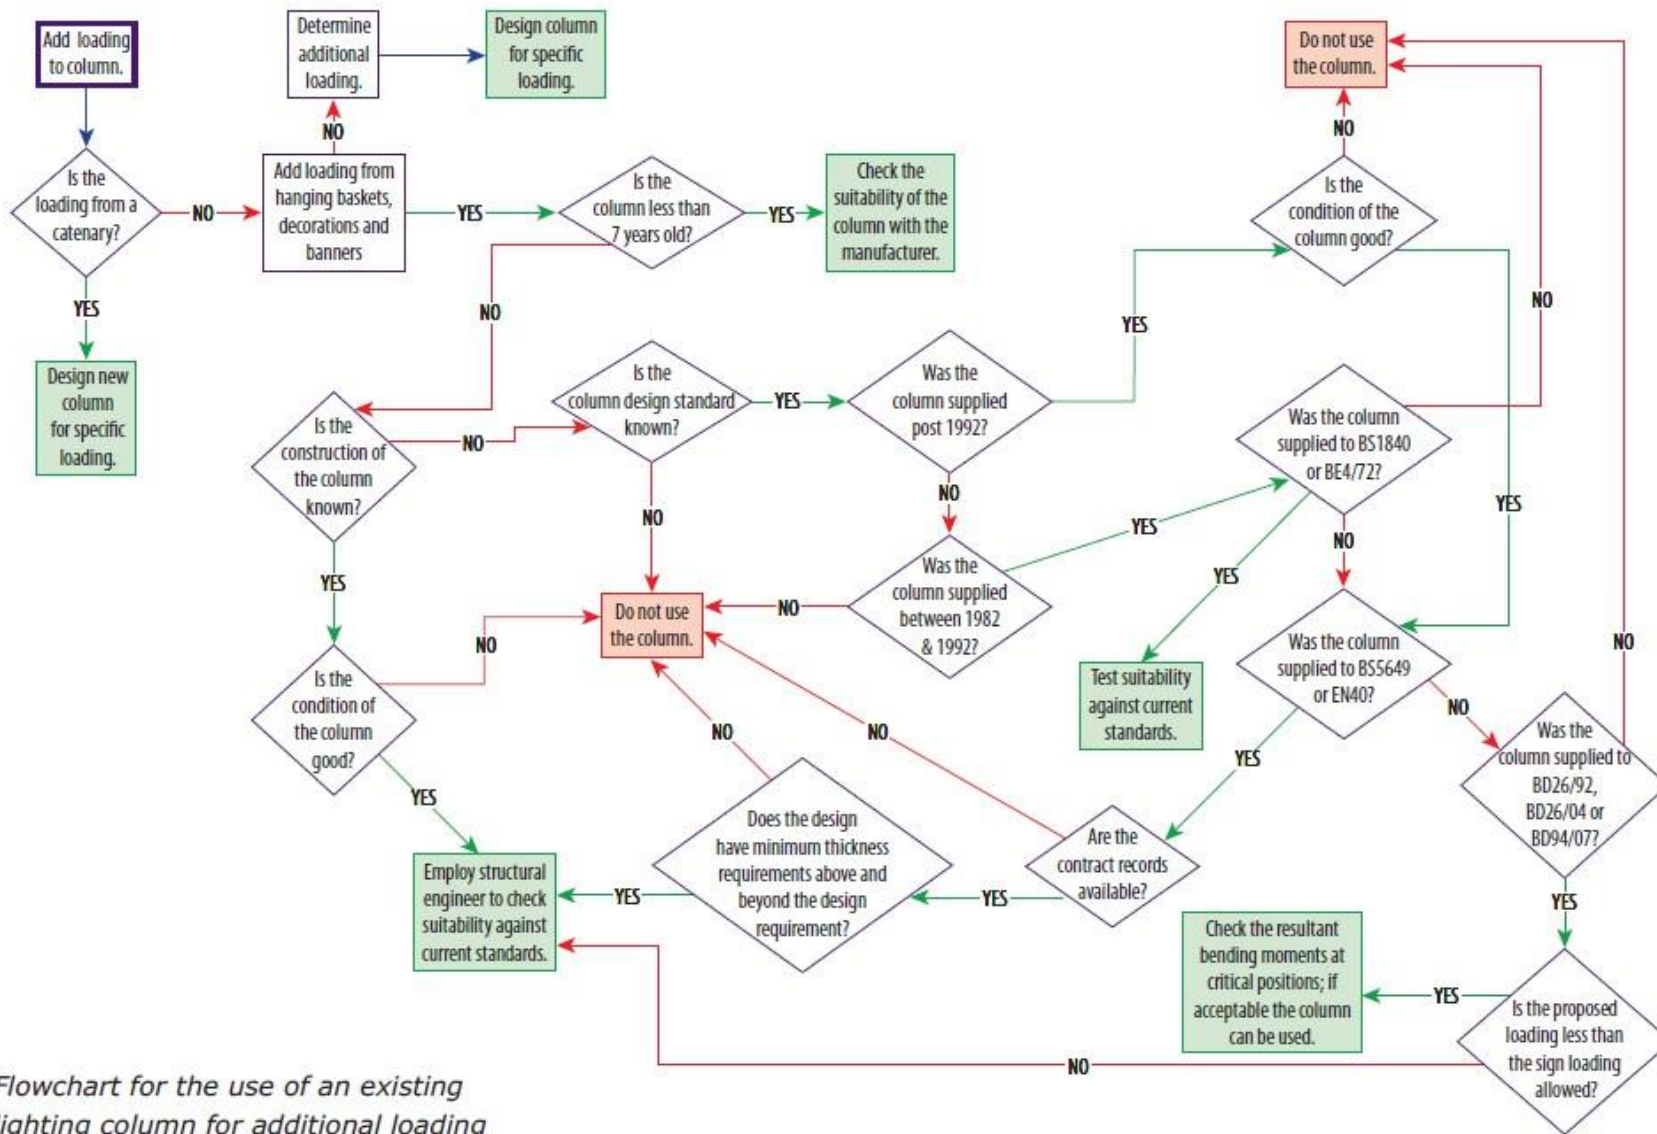 Add loading
to column.
Determine
additional
loading.
Design column
for specific
loading.
Do not use
the column.
NO
NO
Is the
loading from a
catenary?
NO
Add loading from
hanging baskets,
decorations and
banners
YES
Is the
column less than
7 years old?
YES
Check the
suitability of the
column with the
manufacturer.
Is the
condition of the
column good?
YES
NO
NO
YES
Design new
column
for specific
loading.
Is the
column design standard
known?
YES
Was the
column supplied
post 1992?
Was the column
supplied to BS1840
or BE4/72?
Is the
construction of
the column
known?
NO
NO
NO
YES
YES
NO
YES
YES
Was the
column supplied
between 1982
& 1992?
NO
Do not use
the column.
NO
Was the column
supplied to BS5649
or EN40?
NO
Is the
condition of
the column
good?
Test suitability
against current
standards.
NO
NO
NO
YES
Was the
column supplied to
BD26/92,
BD26/04 or
BD94/07?
YES
Does the design
have minimum thickness
requirements above and
beyond the design
requirement?
Are the
contract records
available?
Employ structural
engineer to check
suitability against
current standards.
YES
YES
YES
Check the resultant
bending moments at
critical positions; if
acceptable the column
can be used.
YES
Is the proposed
loading less than
the sign loading
allowed?
NO
Flowchart for the use of an existing
lighting column for additional loading